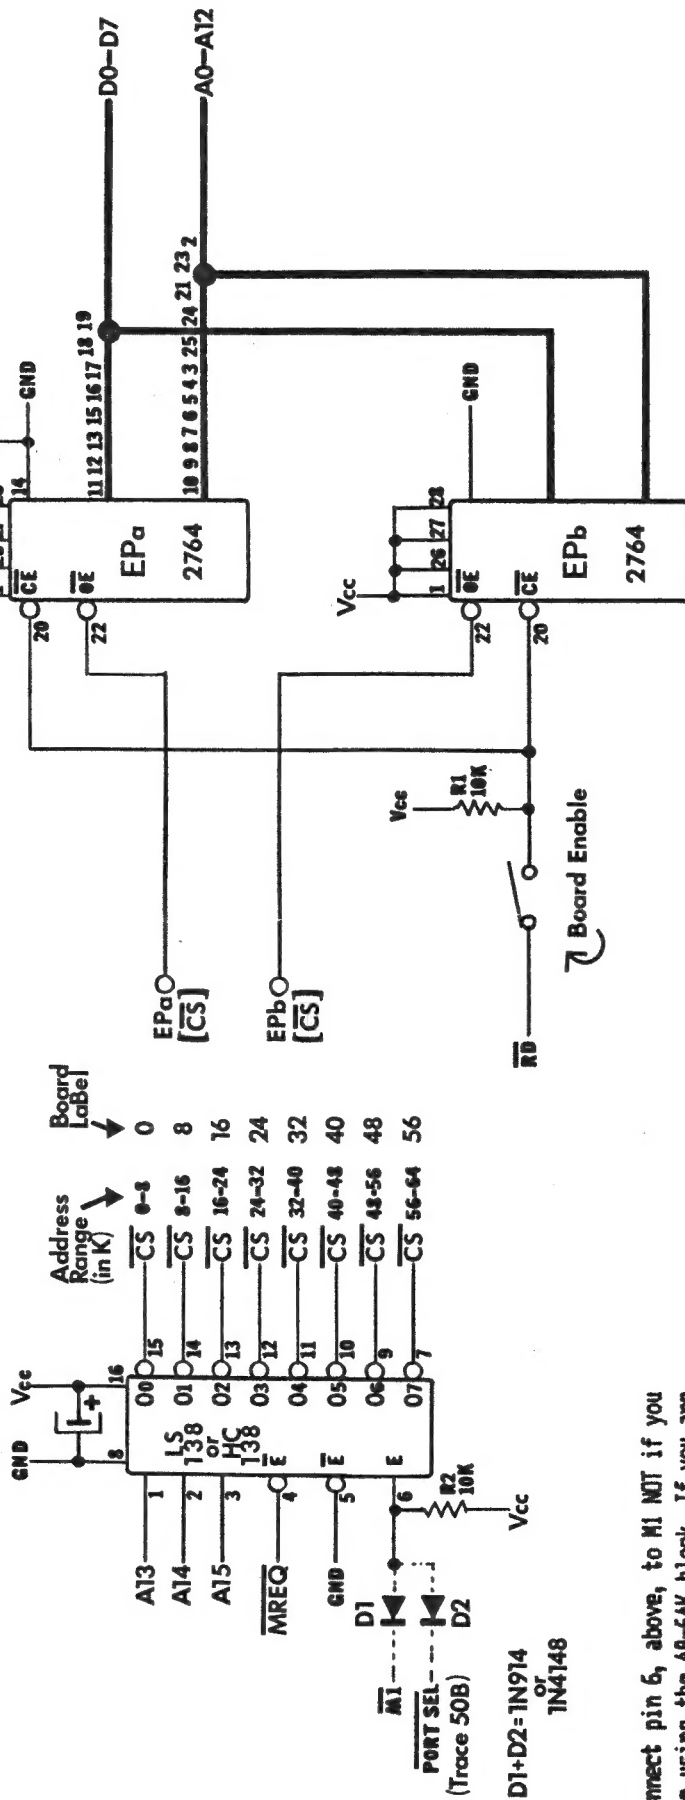 D0-D7
A0-A12
GND
14
11 12 13 15 16 17 18 19
10 9 8 7 6 5 4 3 25 24 21 23 2
CE
OE
EPa
2764
20
22
Vcc
1 26 27 28
GND
OE
CE
EPb
2764
22
20
EPa
[CS]
EPb
[CS]
Vcc
R1
10K
RD
Board Enable
Address
Range
(in K)
Board
LaBel
CS 0-8 0
CS 8-16 8
CS 16-24 16
CS 24-32 24
CS 32-40 32
CS 40-48 40
CS 48-56 48
CS 56-64 56
GND
Vcc
+
8
16
LS
138
or
HC
138
O0 15
O1 14
O2 13
O3 12
O4 11
O5 10
O6 9
O7 7
A13 1
A14 2
A15 3
MREQ 4 E
GND 5 E
6 E
R2
10K
Vcc
D1
D2
M1
PORT SEL
(Trace 50B)
D1+D2=1N914
or
1N4148
nnect pin 6, above, to M1 NOT if you
using the 48-64K block. If you are